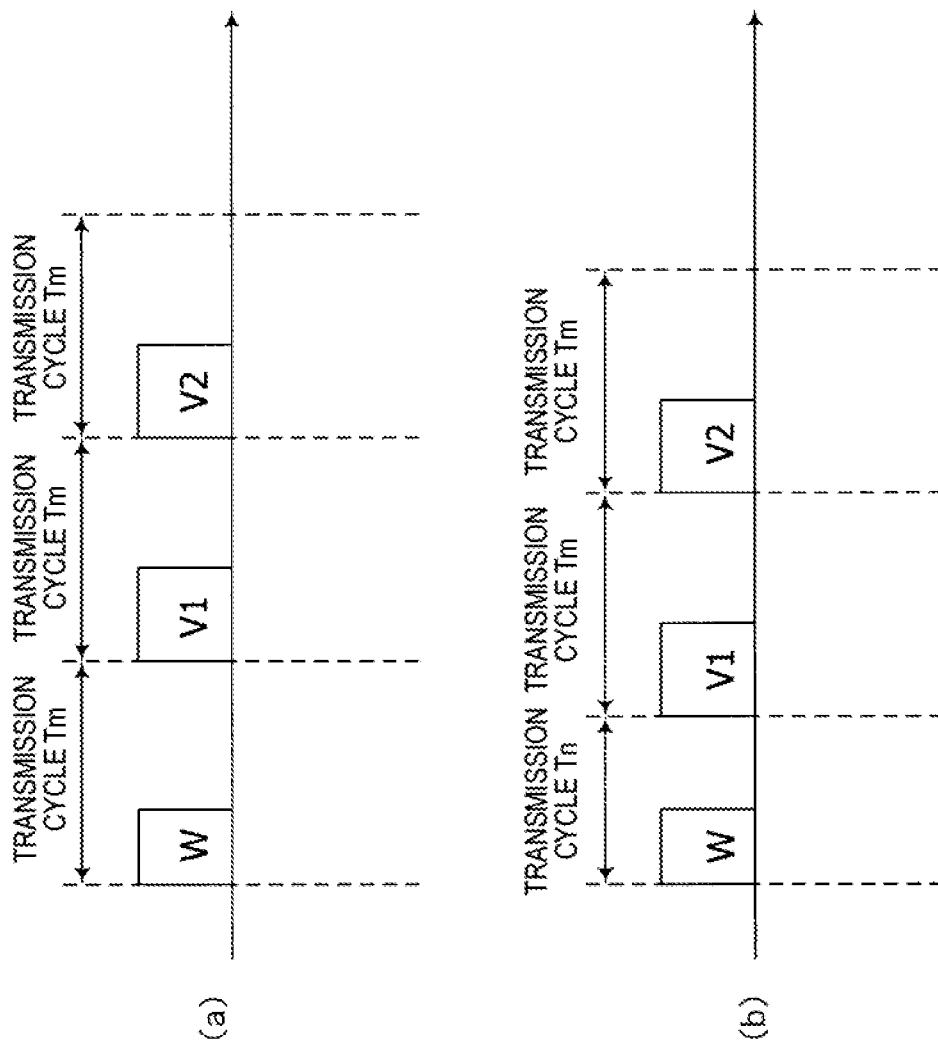 (a)
TRANSMISSION
CYCLE Tm
TRANSMISSION
CYCLE Tm
TRANSMISSION
CYCLE Tm
W
V1
V2
(b)
TRANSMISSION
CYCLE Tn
TRANSMISSION
CYCLE Tm
TRANSMISSION
CYCLE Tm
W
V1
V2